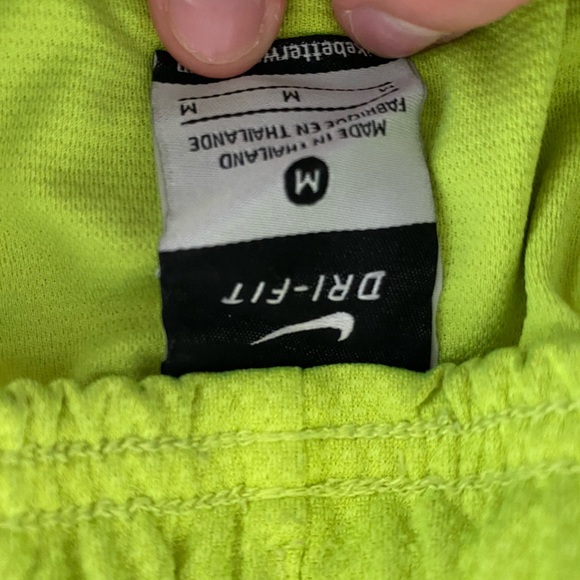 DRI-FIT
M
MADE IN THAILAND
FABRIQUE EN THAILANDE
M M M